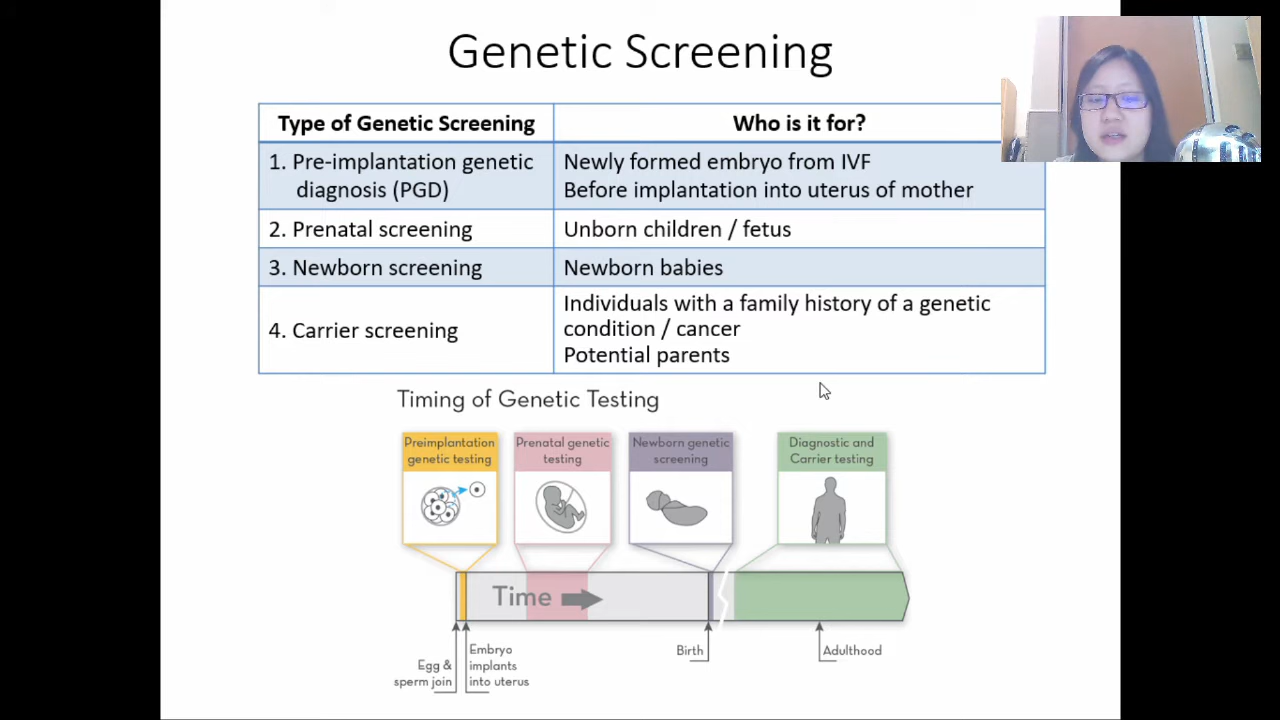 Genetic Screening
Type of Genetic Screening
Who is it for?
1. Pre-implantation genetic
diagnosis (PGD)
Newly formed embryo from IVF
Before implantation into uterus of mother
2. Prenatal screening
Unborn children / fetus
3. Newborn screening
Newborn babies
4. Carrier screening
Individuals with a family history of a genetic
condition / cancer
Potential parents
Timing of Genetic Testing
Preimplantation
genetic testing
Prenatal genetic
testing
Newborn genetic
screening
Diagnostic and
Carrier testing
Time
Egg &
sperm join
Embryo
implants
into uterus
Birth
Adulthood